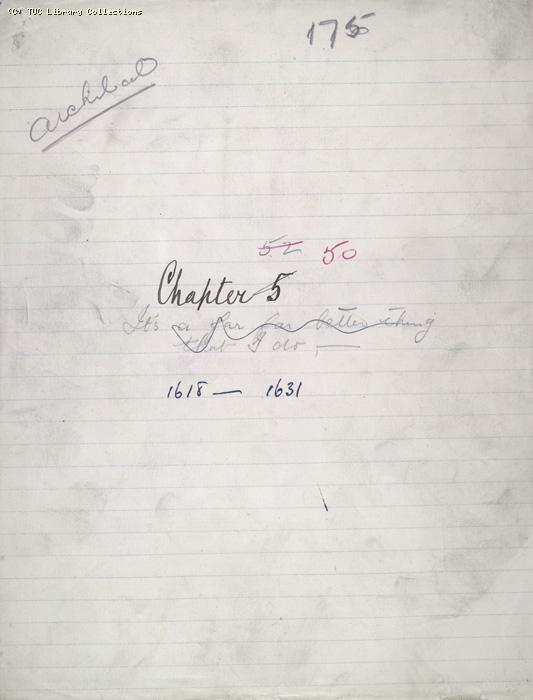 (C) TUC Library Collections
175
Archibald
52 50
Chapter 5
It's a far far better thing
that I do, —
1618 — 1631